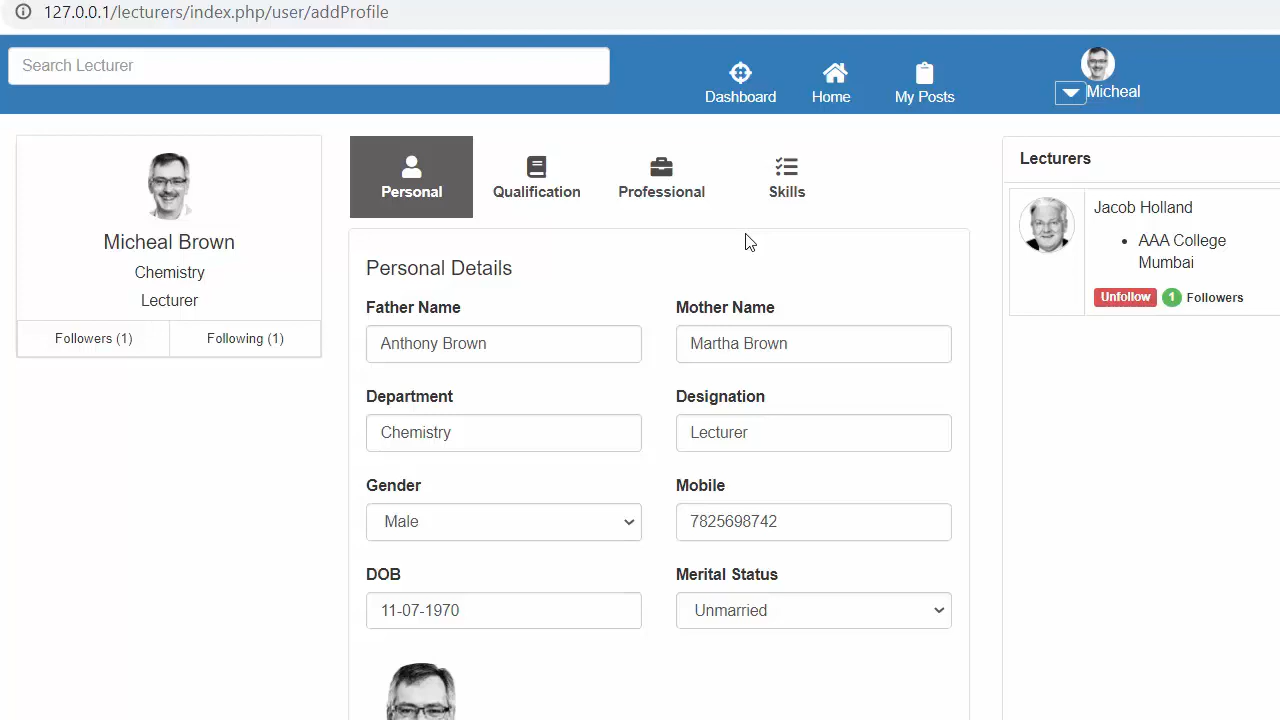 127.0.0.1/lecturers/index.php/user/addProfile
Search Lecturer
Dashboard
Home
My Posts
Micheal
Micheal Brown
Chemistry
Lecturer
Followers (1)
Following (1)
Personal
Qualification
Professional
Skills
Personal Details
Father Name
Mother Name
Anthony Brown
Martha Brown
Department
Designation
Chemistry
Lecturer
Gender
Mobile
Male
7825698742
DOB
Merital Status
11-07-1970
Unmarried
Lecturers
Jacob Holland
• AAA College
Mumbai
Unfollow 1 Followers